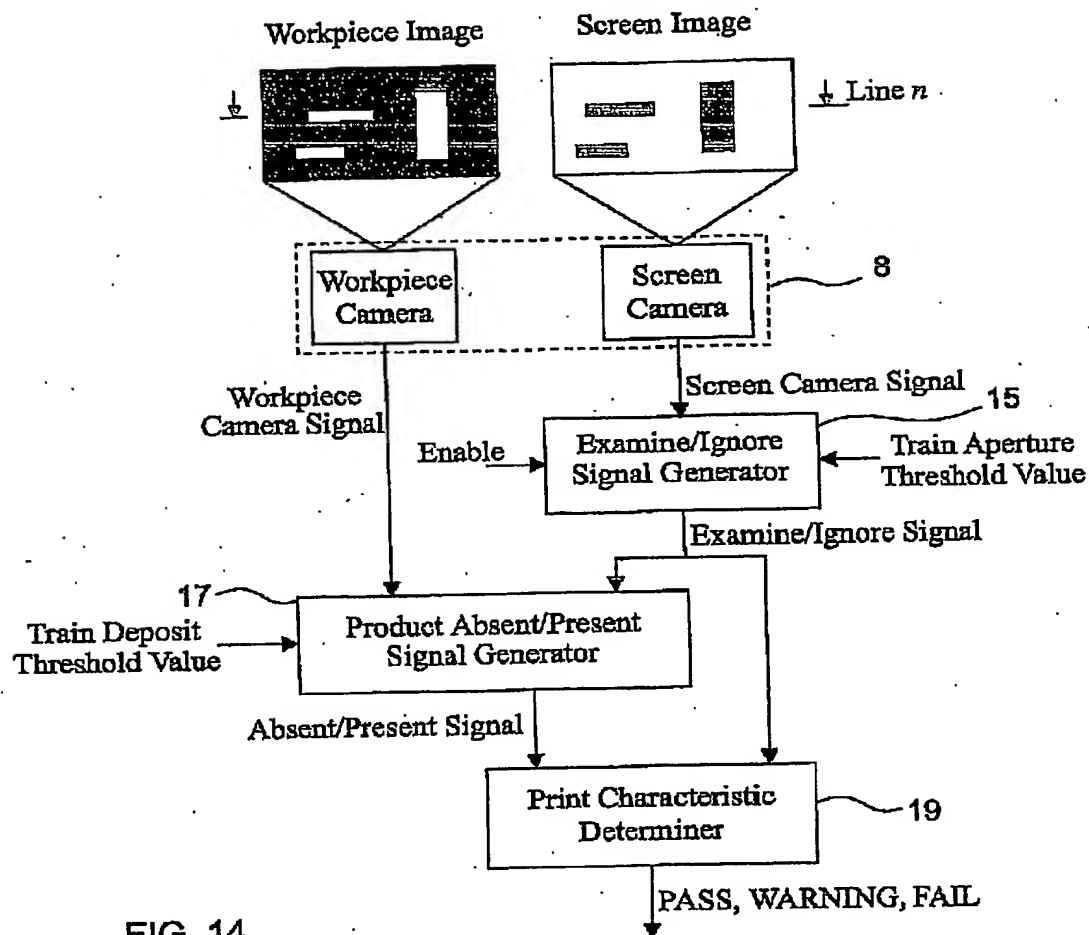 Workpiece Image
Screen Image
Line n
Workpiece
Camera
Screen
Camera
8
Workpiece
Camera Signal
Screen Camera Signal
15
Enable
Examine/Ignore
Signal Generator
Train Aperture
Threshold Value
Examine/Ignore Signal
17
Train Deposit
Threshold Value
Product Absent/Present
Signal Generator
Absent/Present Signal
Print Characteristic
Determiner
19
PASS, WARNING, FAIL
FIG. 14